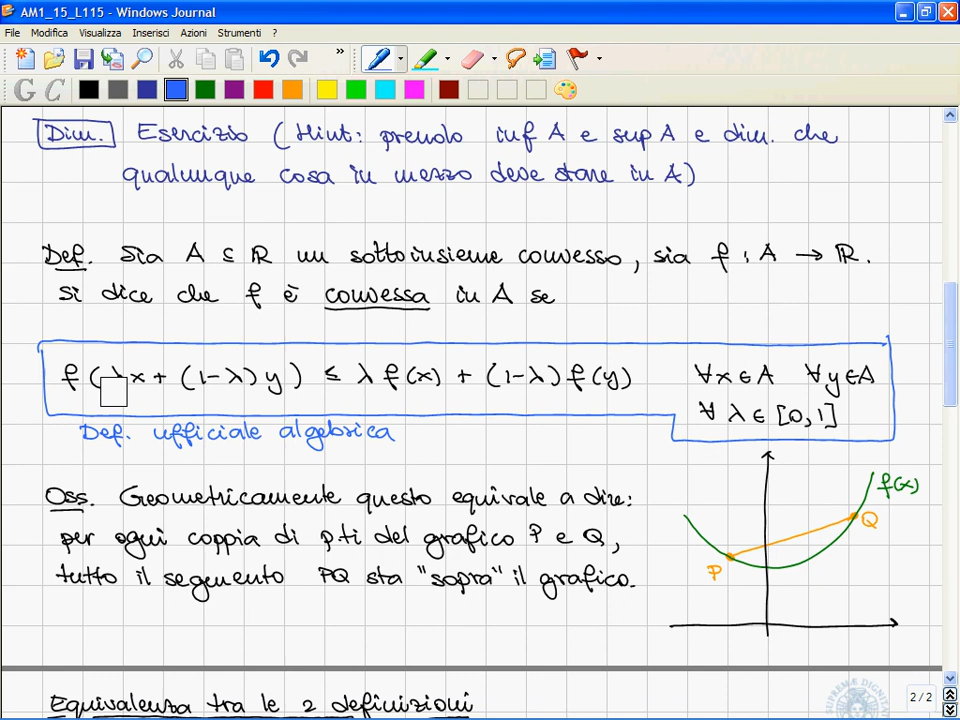 AM1_15_L115 - Windows Journal
File Modifica Visualizza Inserisci Azioni Strumenti ?
»
G C
Dim. Esercizio (Hint: prendo inf A e sup A e dim. che
qualunque cosa in mezzo deve stare in A)
Def. Sia A ⊆ ℝ un sottoinsieme convesso, sia f : A → ℝ.
Si dice che f è convessa in A se
f(λx + (1-λ)y) ≤ λ f(x) + (1-λ) f(y) ∀x ∈ A ∀y ∈ A
∀ λ ∈ [0,1]
Def. ufficiale algebrica
Oss. Geometricamente questo equivale a dire:
per ogni coppia di p.ti del grafico P e Q,
tutto il segmento PQ sta "sopra" il grafico.
f(x)
Q
P
Equivalenza tra le 2 definizioni
2 / 2